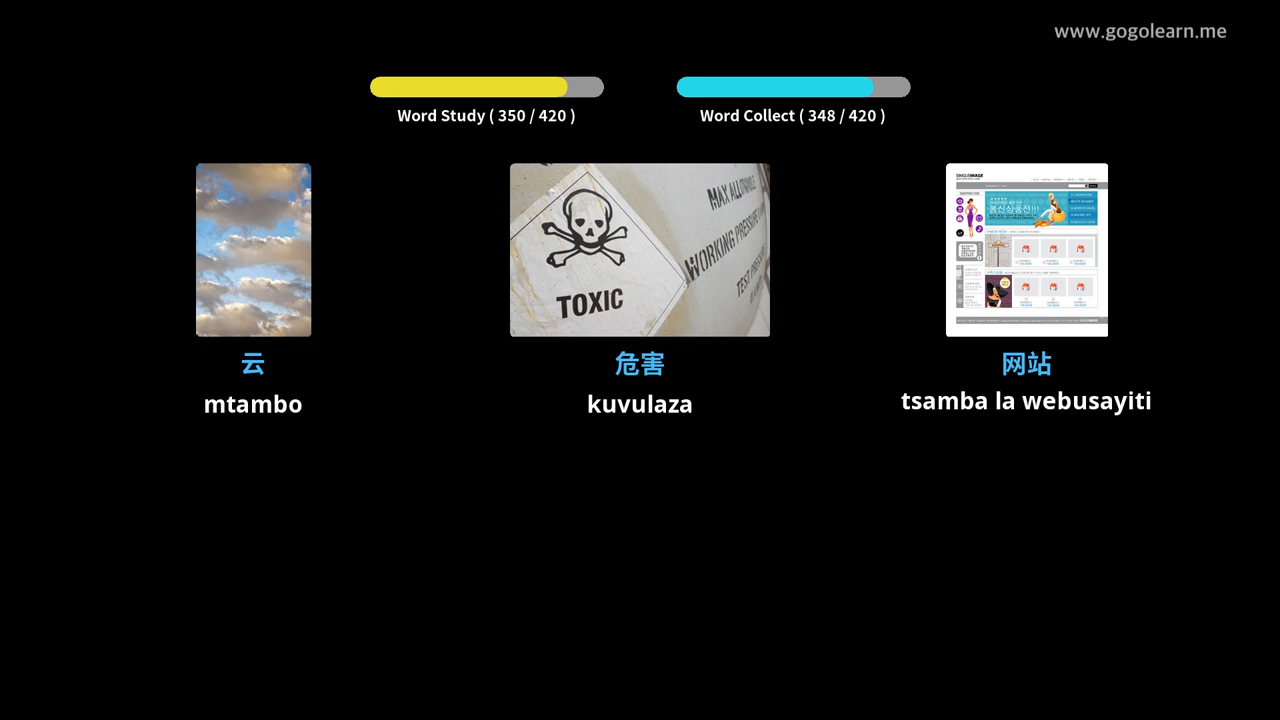 www.gogolearn.me
Word Study ( 350 / 420 )
Word Collect ( 348 / 420 )
MAX ALLOWABLE
WORKING PRESSURE
TEST
TOXIC
云
危害
网站
mtambo
kuvulaza
tsamba la webusayiti